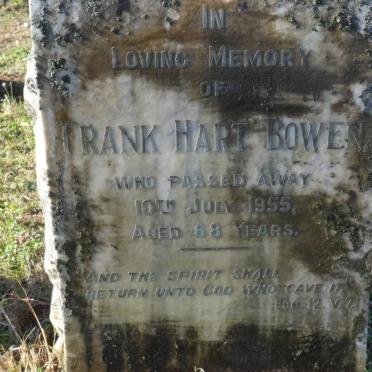 IN
LOVING MEMORY
OF
FRANK HART BOWEN
WHO PASSED AWAY
10TH JULY 1955,
AGED 68 YEARS.
AND THE SPIRIT SHALL
RETURN UNTO GOD WHO GAVE IT
12. V.7.